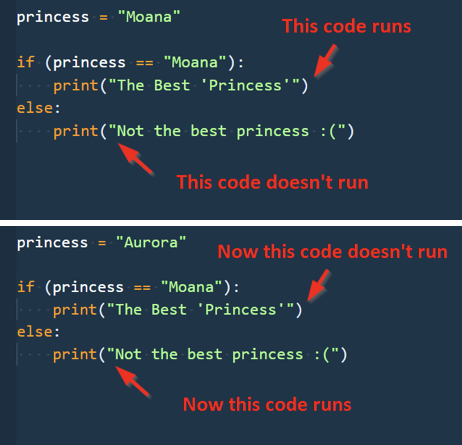 princess = "Moana"
This code runs
if (princess == "Moana"):
print("The Best 'Princess'")
else:
print("Not the best princess :(")
This code doesn't run
princess = "Aurora"
Now this code doesn't run
if (princess == "Moana"):
print("The Best 'Princess'")
else:
print("Not the best princess :(")
Now this code runs